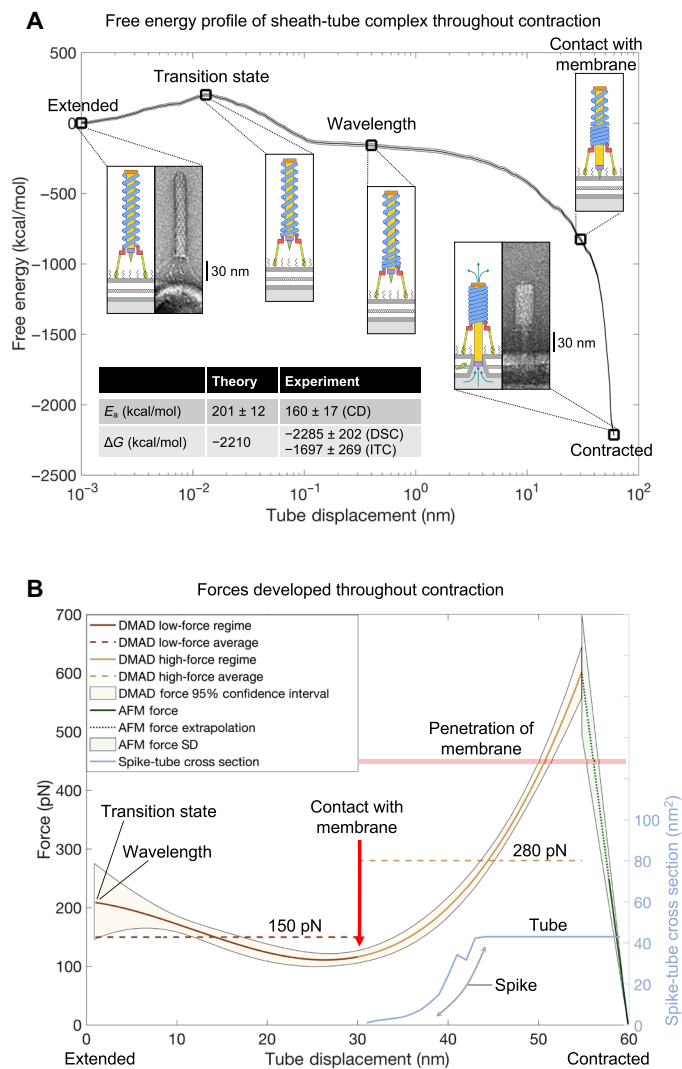 A
Free energy profile of sheath-tube complex throughout contraction
500
0
−500
−1000
−1500
−2000
−2500
Free energy (kcal/mol)
Extended
Transition state
Wavelength
Contact with
membrane
30 nm
30 nm
Contracted
Theory Experiment
Ea (kcal/mol) 201 ± 12 160 ± 17 (CD)
ΔG (kcal/mol) −2210 −2285 ± 202 (DSC)
−1697 ± 269 (ITC)
10⁻³ 10⁻² 10⁻¹ 10⁰ 10¹ 10²
Tube displacement (nm)
B
Forces developed throughout contraction
700
600
500
400
300
200
100
0
Force (pN)
DMAD low-force regime
DMAD low-force average
DMAD high-force regime
DMAD high-force average
DMAD force 95% confidence interval
AFM force
AFM force extrapolation
AFM force SD
Spike-tube cross section
Penetration of
membrane
Transition state
Wavelength
Contact with
membrane
280 pN
150 pN
Tube
Spike
100
80
60
40
20
0
Spike-tube cross section (nm²)
0 10 20 30 40 50 60
Extended Tube displacement (nm) Contracted